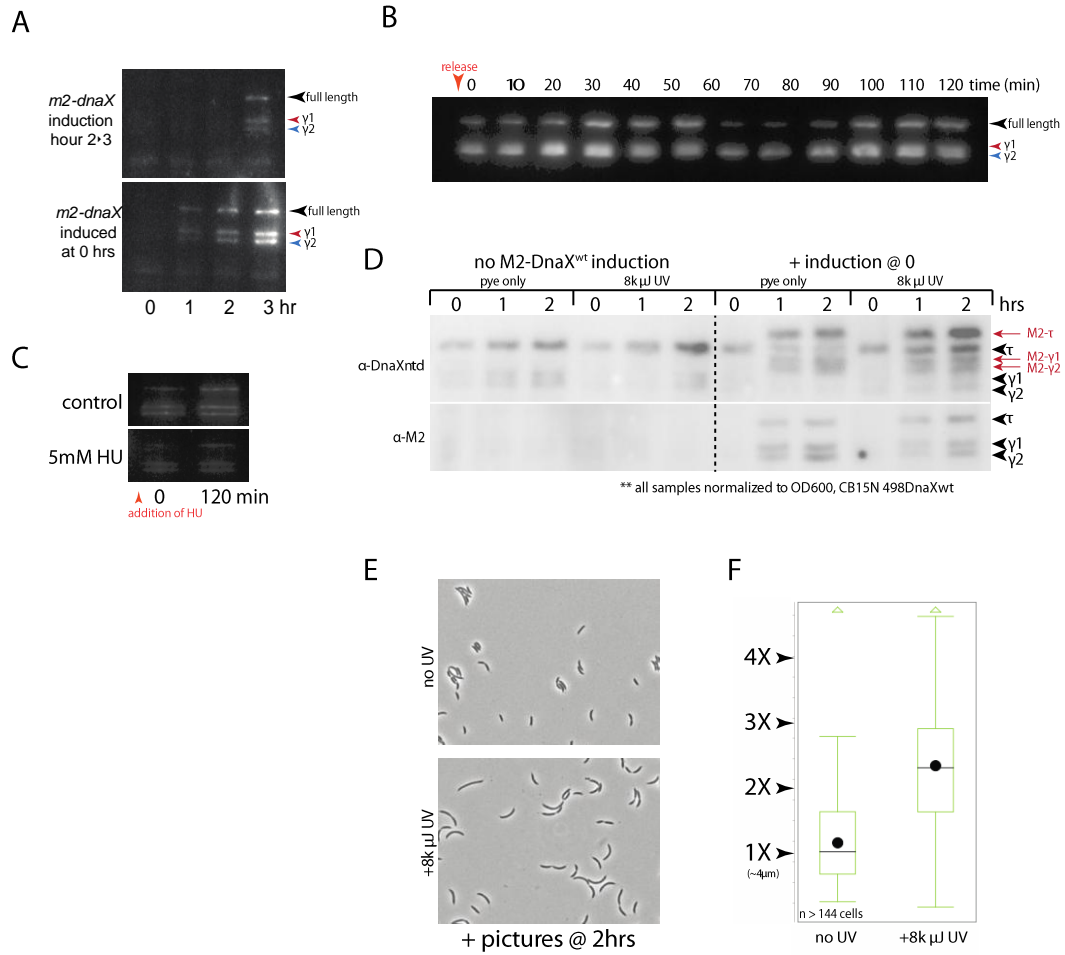 A
m2-dnaX
induction
hour 2‣3
full length
γ1
γ2
m2-dnaX
induced
at 0 hrs
full length
γ1
γ2
0 1 2 3 hr
B
release
0 10 20 30 40 50 60 70 80 90 100 110 120 time (min)
full length
γ1
γ2
C
control
5mM HU
0 120 min
addition of HU
D
no M2-DnaXwt induction + induction @ 0
pye only 8k µJ UV pye only 8k µJ UV
0 1 2 0 1 2 0 1 2 0 1 2 hrs
α-DnaXntd
M2-τ
τ
M2-γ1
M2-γ2
γ1
γ2
α-M2
τ
γ1
γ2
** all samples normalized to OD600, CB15N 498DnaXwt
E
no UV
+8k µJ UV
+ pictures @ 2hrs
F
4X
3X
2X
1X
(~4µm)
n > 144 cells
no UV +8k µJ UV